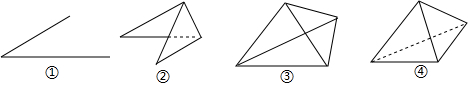 ① ② ③ ④